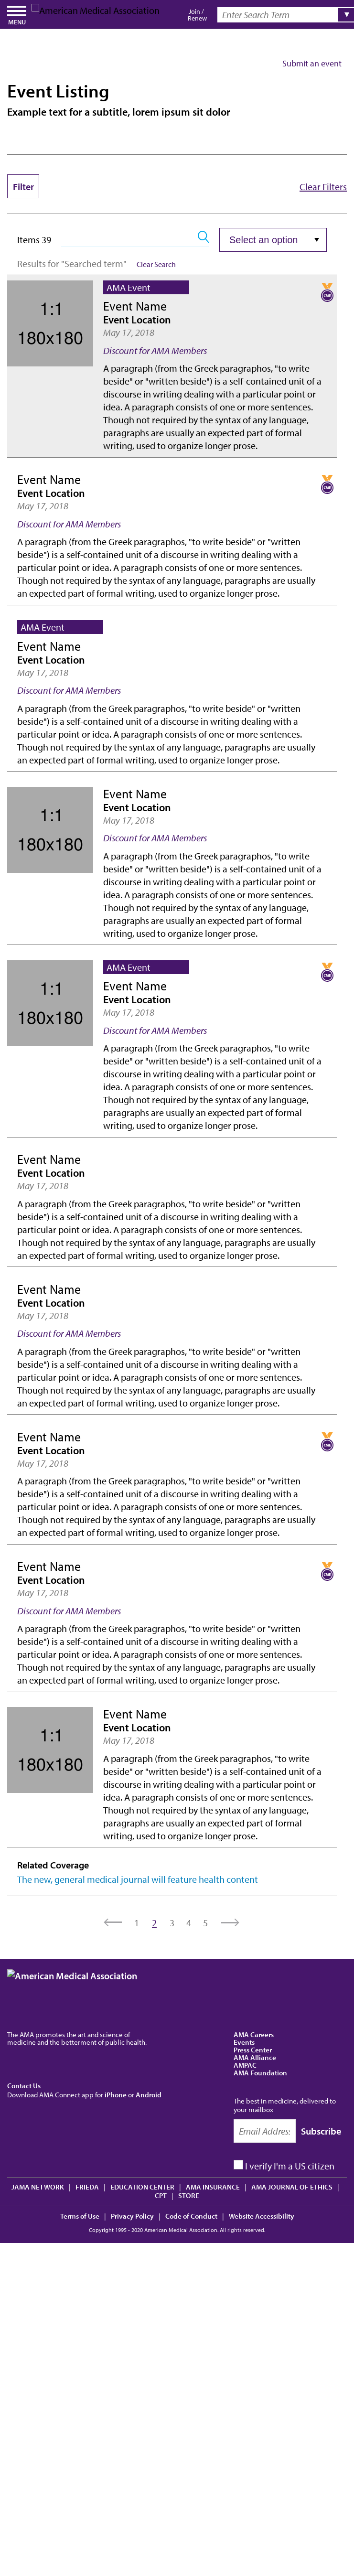 American Medical Association
Join /
Renew
Enter Search Term
MENU
Submit an event
Event Listing
Example text for a subtitle, lorem ipsum sit dolor
Filter
Clear Filters
Items 39
Select an option
Results for "Searched term"
Clear Search
1:1
180x180
AMA Event
CME
Event Name
Event Location
May 17, 2018
Discount for AMA Members
A paragraph (from the Greek paragraphos, "to write
beside" or "written beside") is a self-contained unit of a
discourse in writing dealing with a particular point or
idea. A paragraph consists of one or more sentences.
Though not required by the syntax of any language,
paragraphs are usually an expected part of formal
writing, used to organize longer prose.
Event Name
CME
Event Location
May 17, 2018
Discount for AMA Members
A paragraph (from the Greek paragraphos, "to write beside" or "written
beside") is a self-contained unit of a discourse in writing dealing with a
particular point or idea. A paragraph consists of one or more sentences.
Though not required by the syntax of any language, paragraphs are usually
an expected part of formal writing, used to organize longer prose.
AMA Event
Event Name
Event Location
May 17, 2018
Discount for AMA Members
A paragraph (from the Greek paragraphos, "to write beside" or "written
beside") is a self-contained unit of a discourse in writing dealing with a
particular point or idea. A paragraph consists of one or more sentences.
Though not required by the syntax of any language, paragraphs are usually
an expected part of formal writing, used to organize longer prose.
1:1
180x180
Event Name
Event Location
May 17, 2018
Discount for AMA Members
A paragraph (from the Greek paragraphos, "to write
beside" or "written beside") is a self-contained unit of a
discourse in writing dealing with a particular point or
idea. A paragraph consists of one or more sentences.
Though not required by the syntax of any language,
paragraphs are usually an expected part of formal
writing, used to organize longer prose.
1:1
180x180
AMA Event
CME
Event Name
Event Location
May 17, 2018
Discount for AMA Members
A paragraph (from the Greek paragraphos, "to write
beside" or "written beside") is a self-contained unit of a
discourse in writing dealing with a particular point or
idea. A paragraph consists of one or more sentences.
Though not required by the syntax of any language,
paragraphs are usually an expected part of formal
writing, used to organize longer prose.
Event Name
Event Location
May 17, 2018
A paragraph (from the Greek paragraphos, "to write beside" or "written
beside") is a self-contained unit of a discourse in writing dealing with a
particular point or idea. A paragraph consists of one or more sentences.
Though not required by the syntax of any language, paragraphs are usually
an expected part of formal writing, used to organize longer prose.
Event Name
Event Location
May 17, 2018
Discount for AMA Members
A paragraph (from the Greek paragraphos, "to write beside" or "written
beside") is a self-contained unit of a discourse in writing dealing with a
particular point or idea. A paragraph consists of one or more sentences.
Though not required by the syntax of any language, paragraphs are usually
an expected part of formal writing, used to organize longer prose.
Event Name
CME
Event Location
May 17, 2018
A paragraph (from the Greek paragraphos, "to write beside" or "written
beside") is a self-contained unit of a discourse in writing dealing with a
particular point or idea. A paragraph consists of one or more sentences.
Though not required by the syntax of any language, paragraphs are usually
an expected part of formal writing, used to organize longer prose.
Event Name
CME
Event Location
May 17, 2018
Discount for AMA Members
A paragraph (from the Greek paragraphos, "to write beside" or "written
beside") is a self-contained unit of a discourse in writing dealing with a
particular point or idea. A paragraph consists of one or more sentences.
Though not required by the syntax of any language, paragraphs are usually
an expected part of formal writing, used to organize longer prose.
1:1
180x180
Event Name
Event Location
May 17, 2018
A paragraph (from the Greek paragraphos, "to write
beside" or "written beside") is a self-contained unit of a
discourse in writing dealing with a particular point or
idea. A paragraph consists of one or more sentences.
Though not required by the syntax of any language,
paragraphs are usually an expected part of formal
writing, used to organize longer prose.
Related Coverage
The new, general medical journal will feature health content
1 2 3 4 5
American Medical Association
The AMA promotes the art and science of
medicine and the betterment of public health.
AMA Careers
Events
Press Center
AMA Alliance
AMPAC
AMA Foundation
Contact Us
Download AMA Connect app for iPhone or Android
The best in medicine, delivered to
your mailbox
Email Address
Subscribe
I verify I'm a US citizen
JAMA NETWORK | FRIEDA | EDUCATION CENTER | AMA INSURANCE | AMA JOURNAL OF ETHICS |
CPT | STORE
Terms of Use | Privacy Policy | Code of Conduct | Website Accessibility
Copyright 1995 - 2020 American Medical Association. All rights reserved.